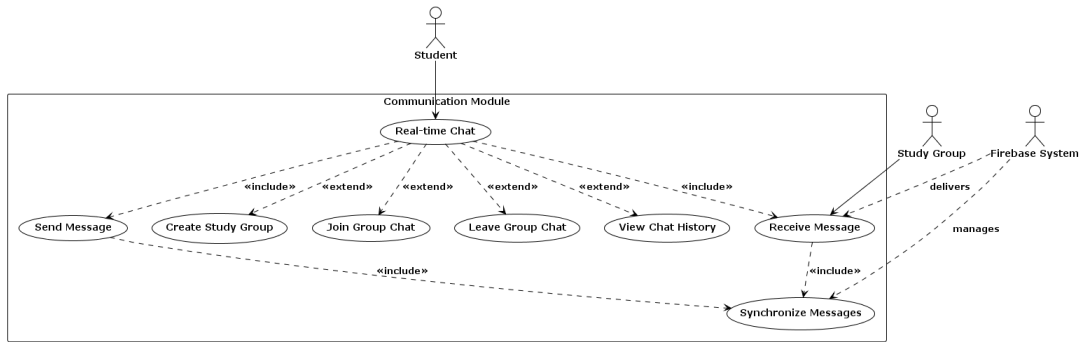 Student
Communication Module
Real-time Chat
Study Group
Firebase System
«include»
«extend»
«extend»
«extend»
«extend»
«include»
delivers
Send Message
Create Study Group
Join Group Chat
Leave Group Chat
View Chat History
Receive Message
manages
«include»
«include»
Synchronize Messages